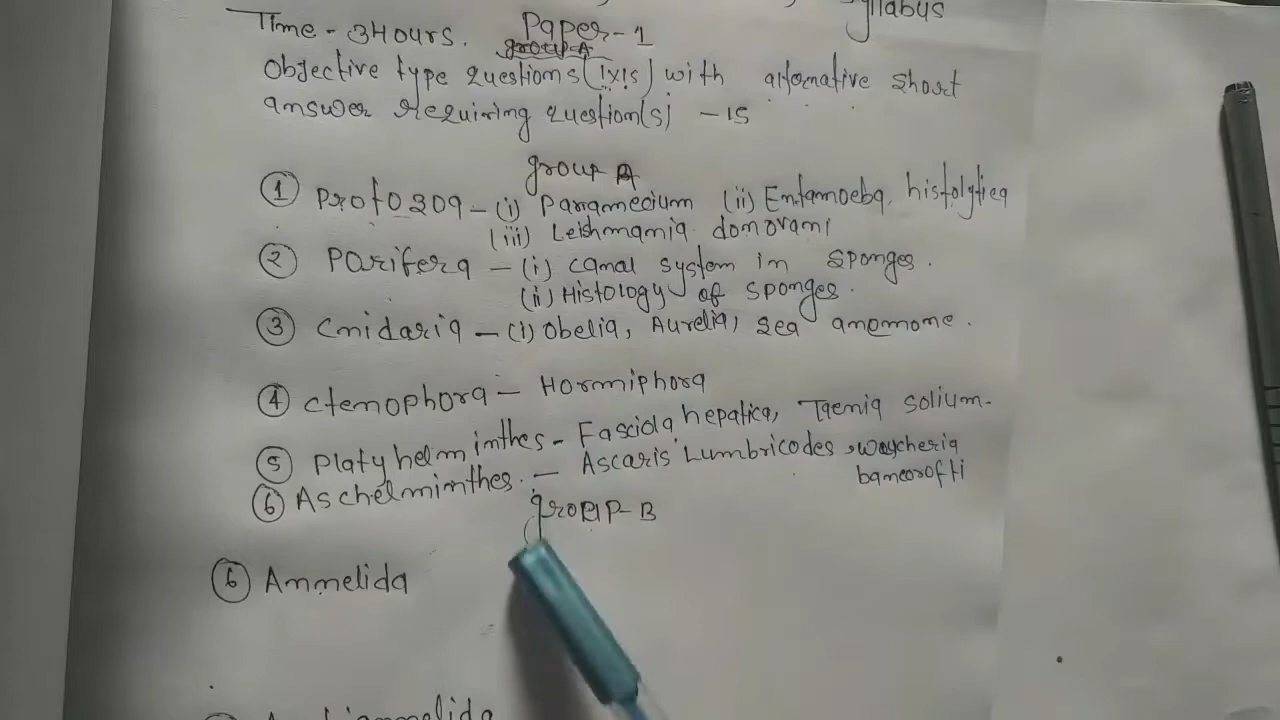 syllabus
Time - 3Hours. Paper-1
group-A
Objective type questions (1x15) with alternative short
answer requiring question(s) - 15
group A
① Protozoa - (i) Paramecium (ii) Entamoeba histolytica
(iii) Leishmania donovani
② Porifera - (i) canal system in sponges.
(ii) Histology of sponges.
③ Cnidaria - (i) Obelia, Aurelia, Sea anemone.
④ Ctenophora - Hormiphora
⑤ Platyhelminthes - Fasciola hepatica, Taenia solium.
⑥ Aschelminthes. - Ascaris Lumbricodes, waycheria
bancrofti
group-B
⑥ Annelida